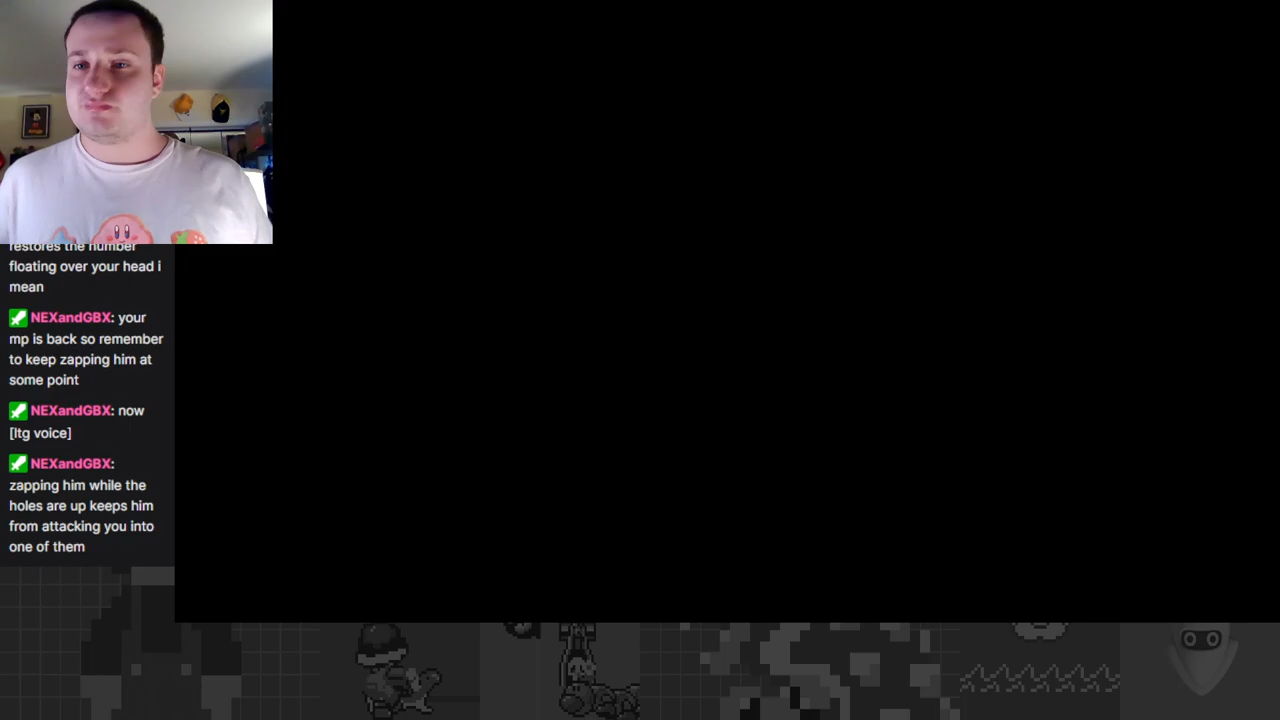 restores the number
floating over your head i
mean
NEXandGBX: your
mp is back so remember
to keep zapping him at
some point
NEXandGBX: now
[ltg voice]
NEXandGBX:
zapping him while the
holes are up keeps him
from attacking you into
one of them